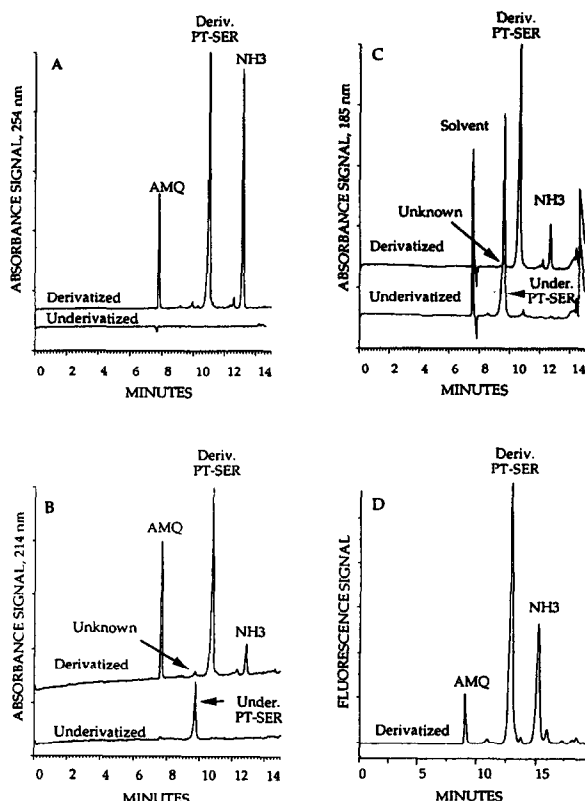 Deriv.
PT-SER
A
NH3
AMQ
Derivatized
Underivatized
ABSORBANCE SIGNAL, 254 nm
0 2 4 6 8 10 12 14
MINUTES
Deriv.
PT-SER
C
Solvent
Unknown
NH3
Derivatized
Under.
PT-SER
Underivatized
ABSORBANCE SIGNAL, 185 nm
0 2 4 6 8 10 12 14
MINUTES
Deriv.
PT-SER
B
AMQ
Unknown
NH3
Derivatized
Under.
PT-SER
Underivatized
ABSORBANCE SIGNAL, 214 nm
0 2 4 6 8 10 12 14
MINUTES
Deriv.
PT-SER
D
NH3
AMQ
Derivatized
FLUORESCENCE SIGNAL
0 5 10 15
MINUTES